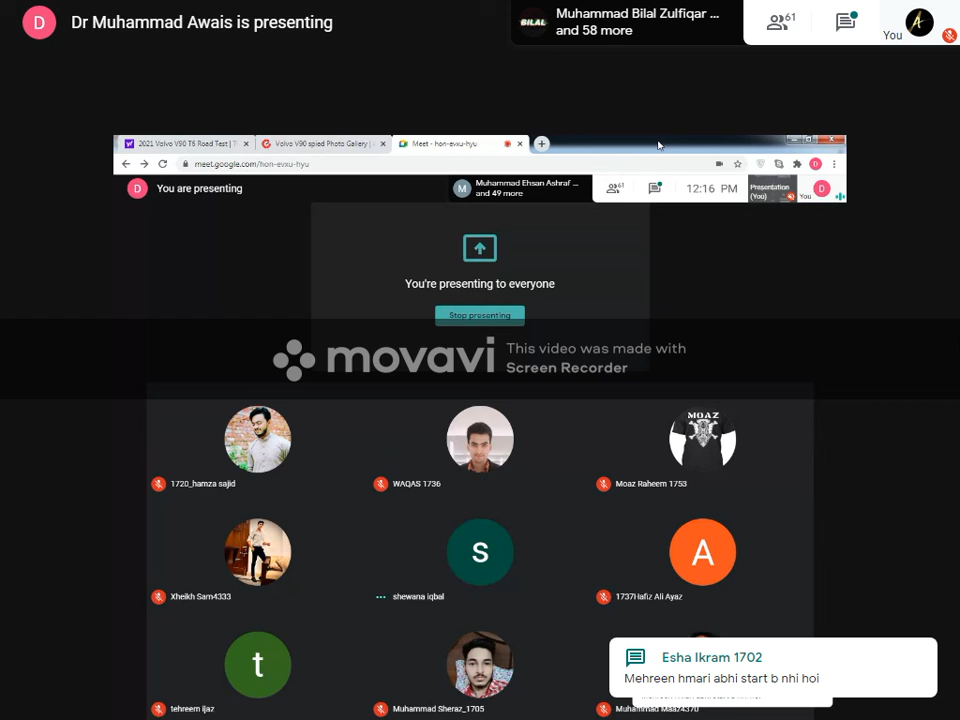 D
Dr Muhammad Awais is presenting
BILAL
Muhammad Bilal Zulfiqar ...
and 58 more
61
You
2021 Volvo V90 T6 Road Test | T
Volvo V90 spied Photo Gallery |
Meet - hon-evxu-hyu
meet.google.com/hon-evxu-hyu
D
D
You are presenting
M
Muhammad Ehsan Ashraf ...
and 49 more
61
12:16 PM
Presentation
(You)
You
D
You're presenting to everyone
Stop presenting
movavi
This video was made with
Screen Recorder
MOAZ
1720_hamza sajid
WAQAS 1736
Moaz Raheem 1753
s
A
Xheikh Sam4333
shewana iqbal
1737Hafiz Ali Ayaz
t
tehreem ijaz
Muhammad Sheraz_1705
Muhammad Maaz4370
Esha Ikram 1702
Mehreen hmari abhi start b nhi hoi